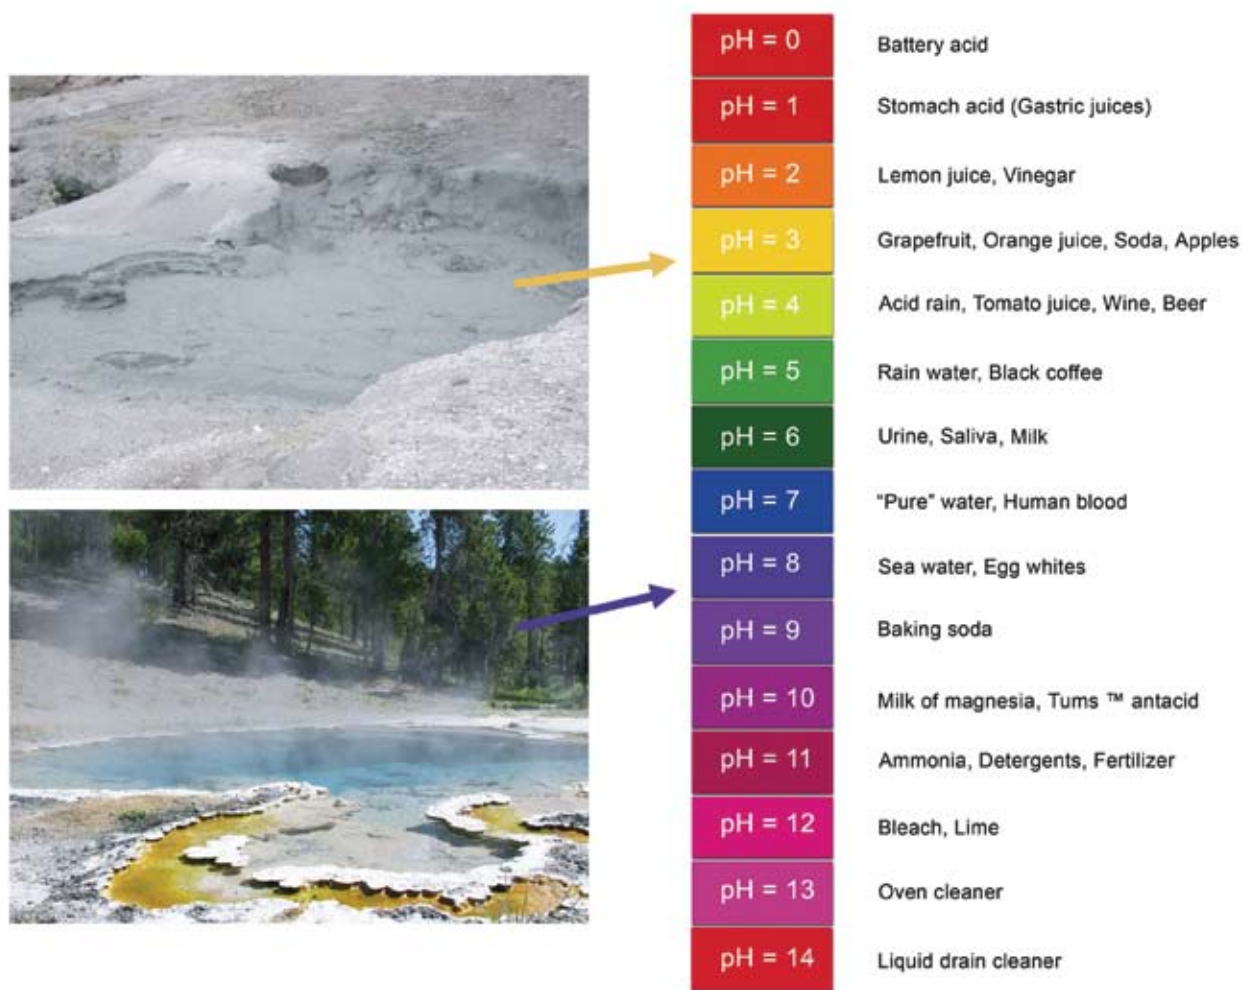 pH = 0 Battery acid
pH = 1 Stomach acid (Gastric juices)
pH = 2 Lemon juice, Vinegar
pH = 3 Grapefruit, Orange juice, Soda, Apples
pH = 4 Acid rain, Tomato juice, Wine, Beer
pH = 5 Rain water, Black coffee
pH = 6 Urine, Saliva, Milk
pH = 7 “Pure” water, Human blood
pH = 8 Sea water, Egg whites
pH = 9 Baking soda
pH = 10 Milk of magnesia, Tums ™ antacid
pH = 11 Ammonia, Detergents, Fertilizer
pH = 12 Bleach, Lime
pH = 13 Oven cleaner
pH = 14 Liquid drain cleaner